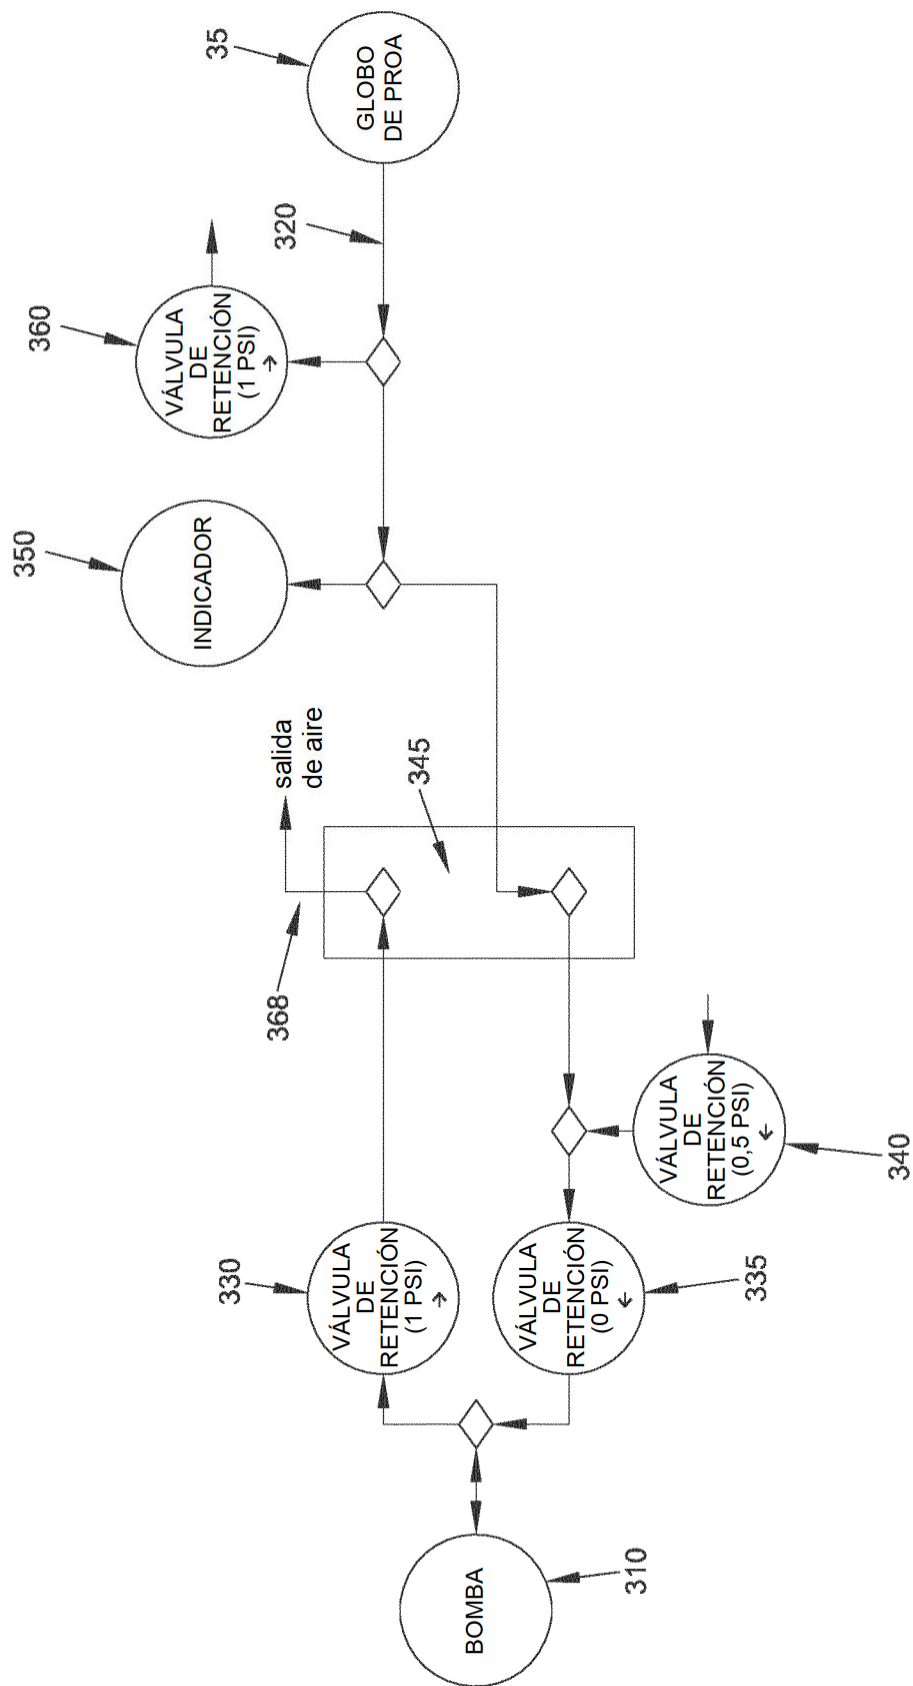 35
GLOBO
DE PROA
320
360
VÁLVULA
DE
RETENCIÓN
(1 PSI)
→
350
INDICADOR
salida
de aire
345
368
330
VÁLVULA
DE
RETENCIÓN
(1 PSI)
→
VÁLVULA
DE
RETENCIÓN
(0,5 PSI)
←
340
VÁLVULA
DE
RETENCIÓN
(0 PSI)
←
335
BOMBA
310